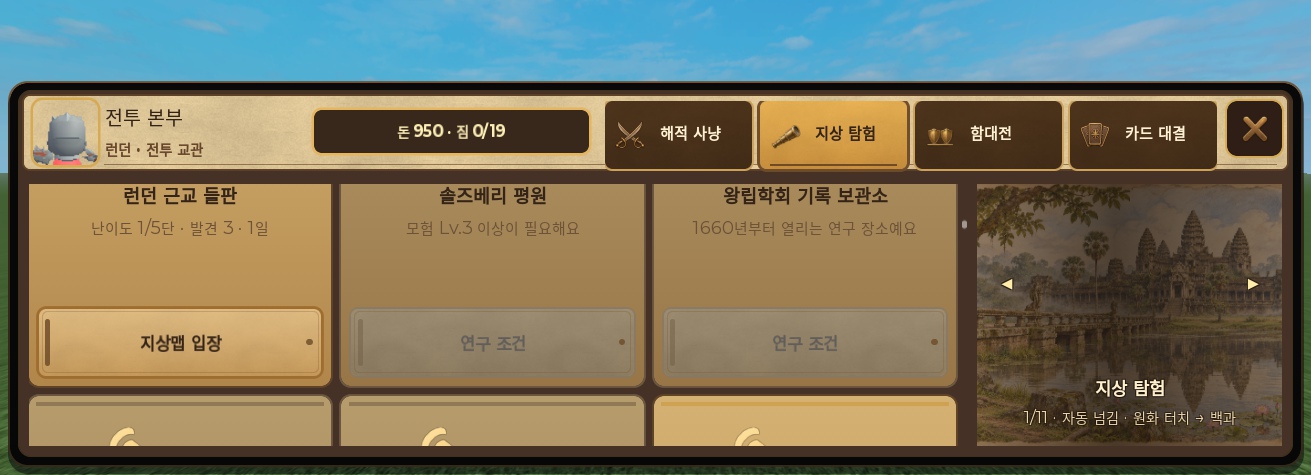 전투 본부
런던 · 전투 교관
돈 950 · 짐 0/19
해적 사냥
지상 탐험
함대전
카드 대결
런던 근교 들판
난이도 1/5단 · 발견 3 · 1일
지상맵 입장
솔즈베리 평원
모험 Lv.3 이상이 필요해요
연구 조건
왕립학회 기록 보관소
1660년부터 열리는 연구 장소예요
연구 조건
지상 탐험
1/11 · 자동 넘김 · 원화 터치 → 백과